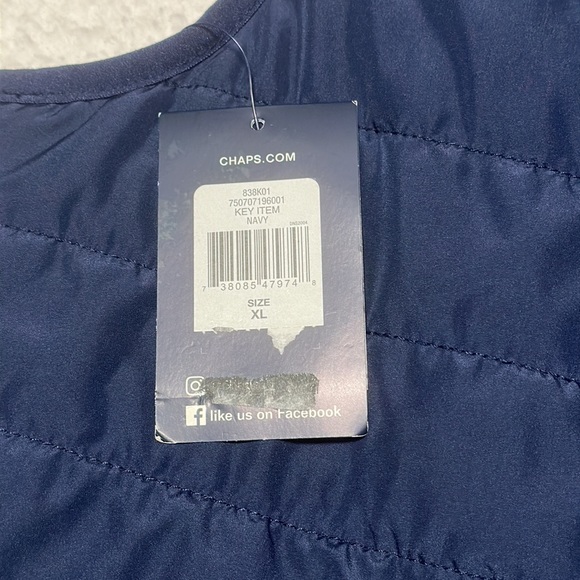 CHAPS.COM
838K01
750707196001
KEY ITEM
NAVY
7 38085 47974 8
SIZE
XL
like us on Facebook